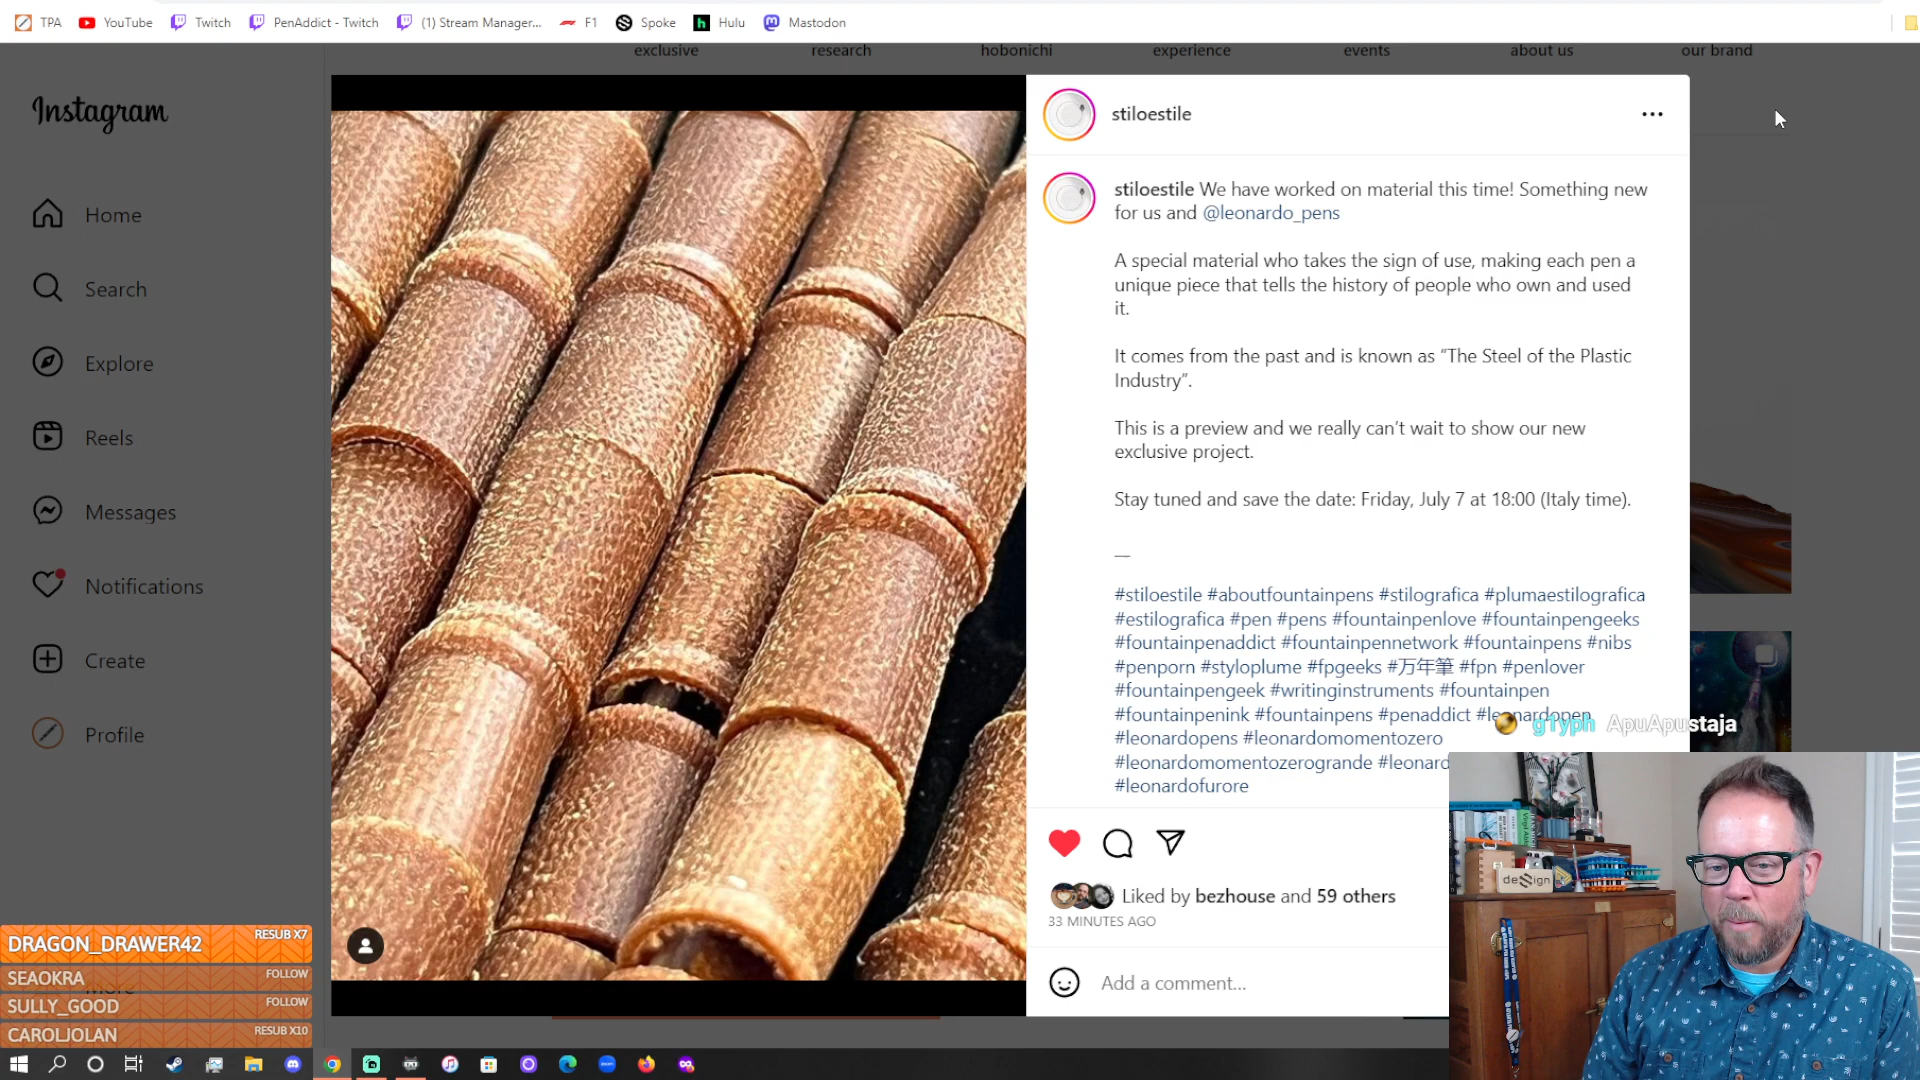 TPA YouTube Twitch PenAddict - Twitch (1) Stream Manager... F1 Spoke Hulu Mastodon
exclusive research hobonichi experience events about us our brand
Instagram
Home
Search
Explore
Reels
Messages
Notifications
Create
Profile
stiloestile
stiloestile We have worked on material this time! Something new
for us and @leonardo_pens
A special material who takes the sign of use, making each pen a
unique piece that tells the history of people who own and used
it.
It comes from the past and is known as “The Steel of the Plastic
Industry”.
This is a preview and we really can’t wait to show our new
exclusive project.
Stay tuned and save the date: Friday, July 7 at 18:00 (Italy time).
—
#stiloestile #aboutfountainpens #stilografica #plumaestilografica
#estilografica #pen #pens #fountainpenlove #fountainpengeeks
#fountainpenaddict #fountainpennetwork #fountainpens #nibs
#penporn #styloplume #fpgeeks #万年筆 #fpn #penlover
#fountainpengeek #writinginstruments #fountainpen
#fountainpenink #fountainpens #penaddict #leonardopen
g1yph ApuApustaja
#leonardopens #leonardomomentozero
#leonardomomentozerogrande #leonard
#leonardofurore
Liked by bezhouse and 59 others
33 MINUTES AGO
Add a comment...
DRAGON_DRAWER42 RESUB X7
SEAOKRA FOLLOW
More
SULLY_GOOD FOLLOW
CAROLJOLAN RESUB X10
deSsign